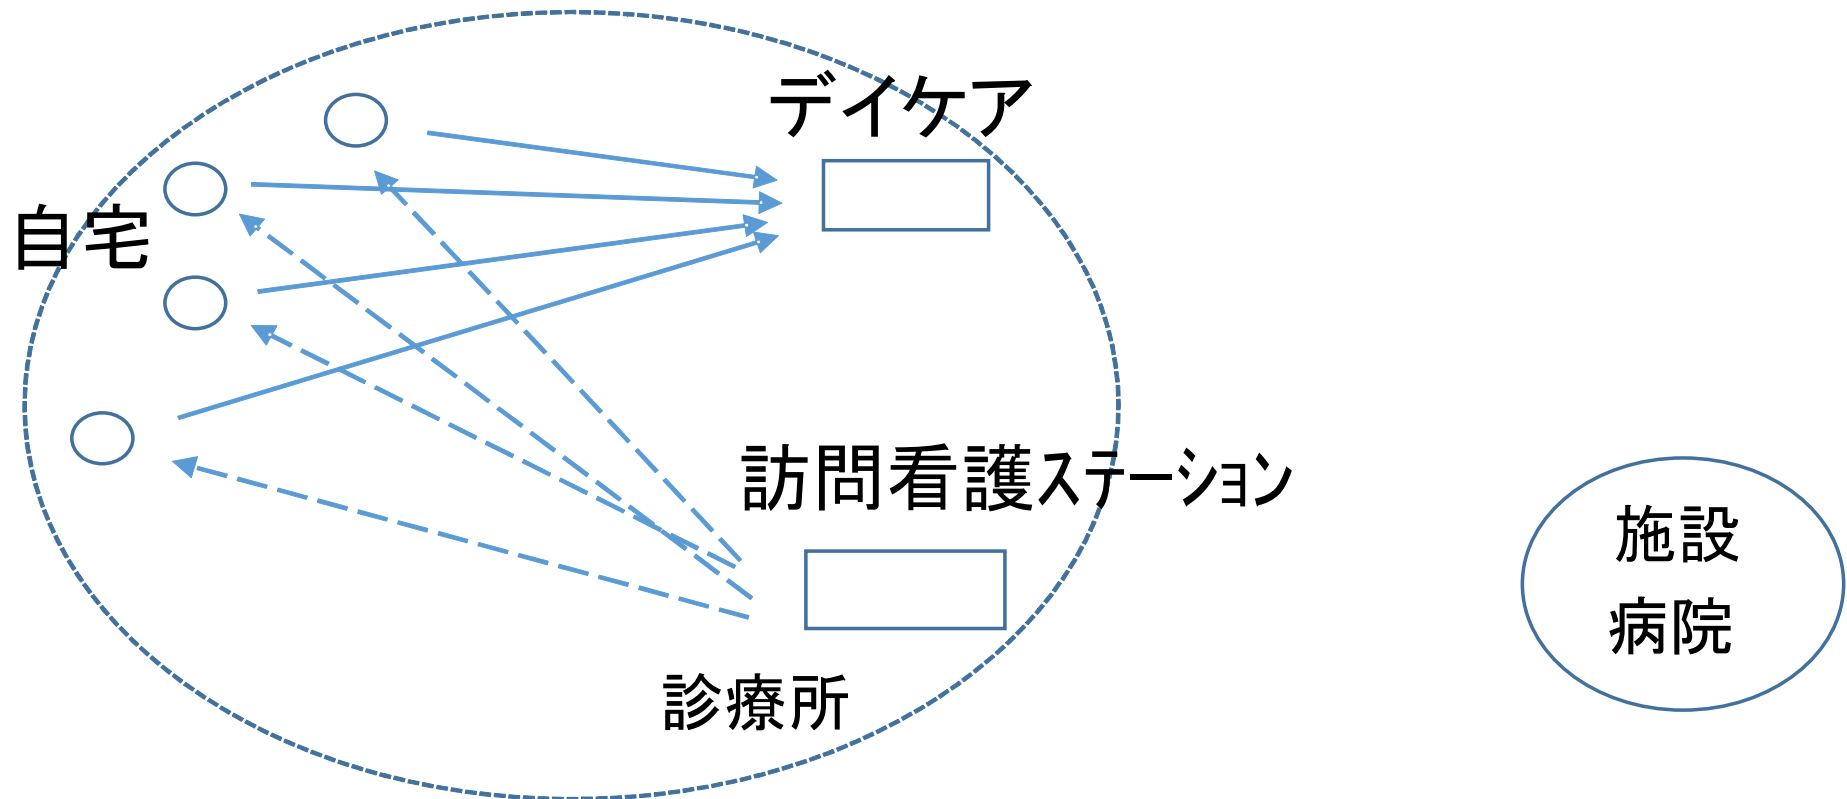 デイケア
自宅
訪問看護ｽﾃｰｼｮﾝ
施設
病院
診療所